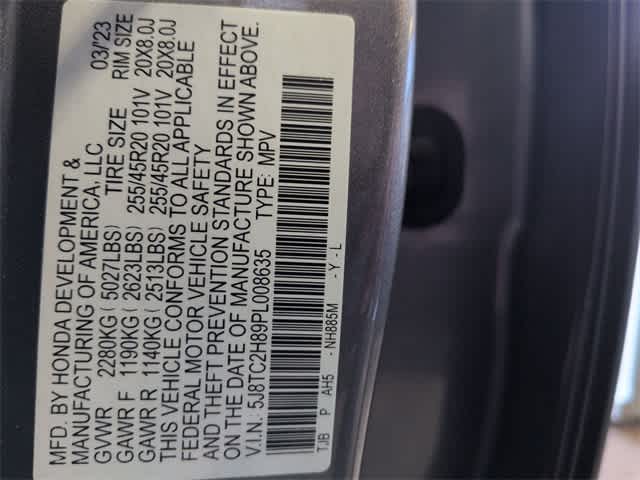 MFD. BY HONDA DEVELOPMENT & 03/'23
MANUFACTURING OF AMERICA, LLC
TIRE SIZE RIM SIZE
GVWR 2280KG ( 5027LBS)
GAWR F 1190KG ( 2623LBS) 255/45R20 101V 20X8.0J
GAWR R 1140KG ( 2513LBS) 255/45R20 101V 20X8.0J
THIS VEHICLE CONFORMS TO ALL APPLICABLE
FEDERAL MOTOR VEHICLE SAFETY
AND THEFT PREVENTION STANDARDS IN EFFECT
ON THE DATE OF MANUFACTURE SHOWN ABOVE.
V.I.N.: 5J8TC2H89PL008635 TYPE: MPV
TJB P AH5 - NH885M - Y - L